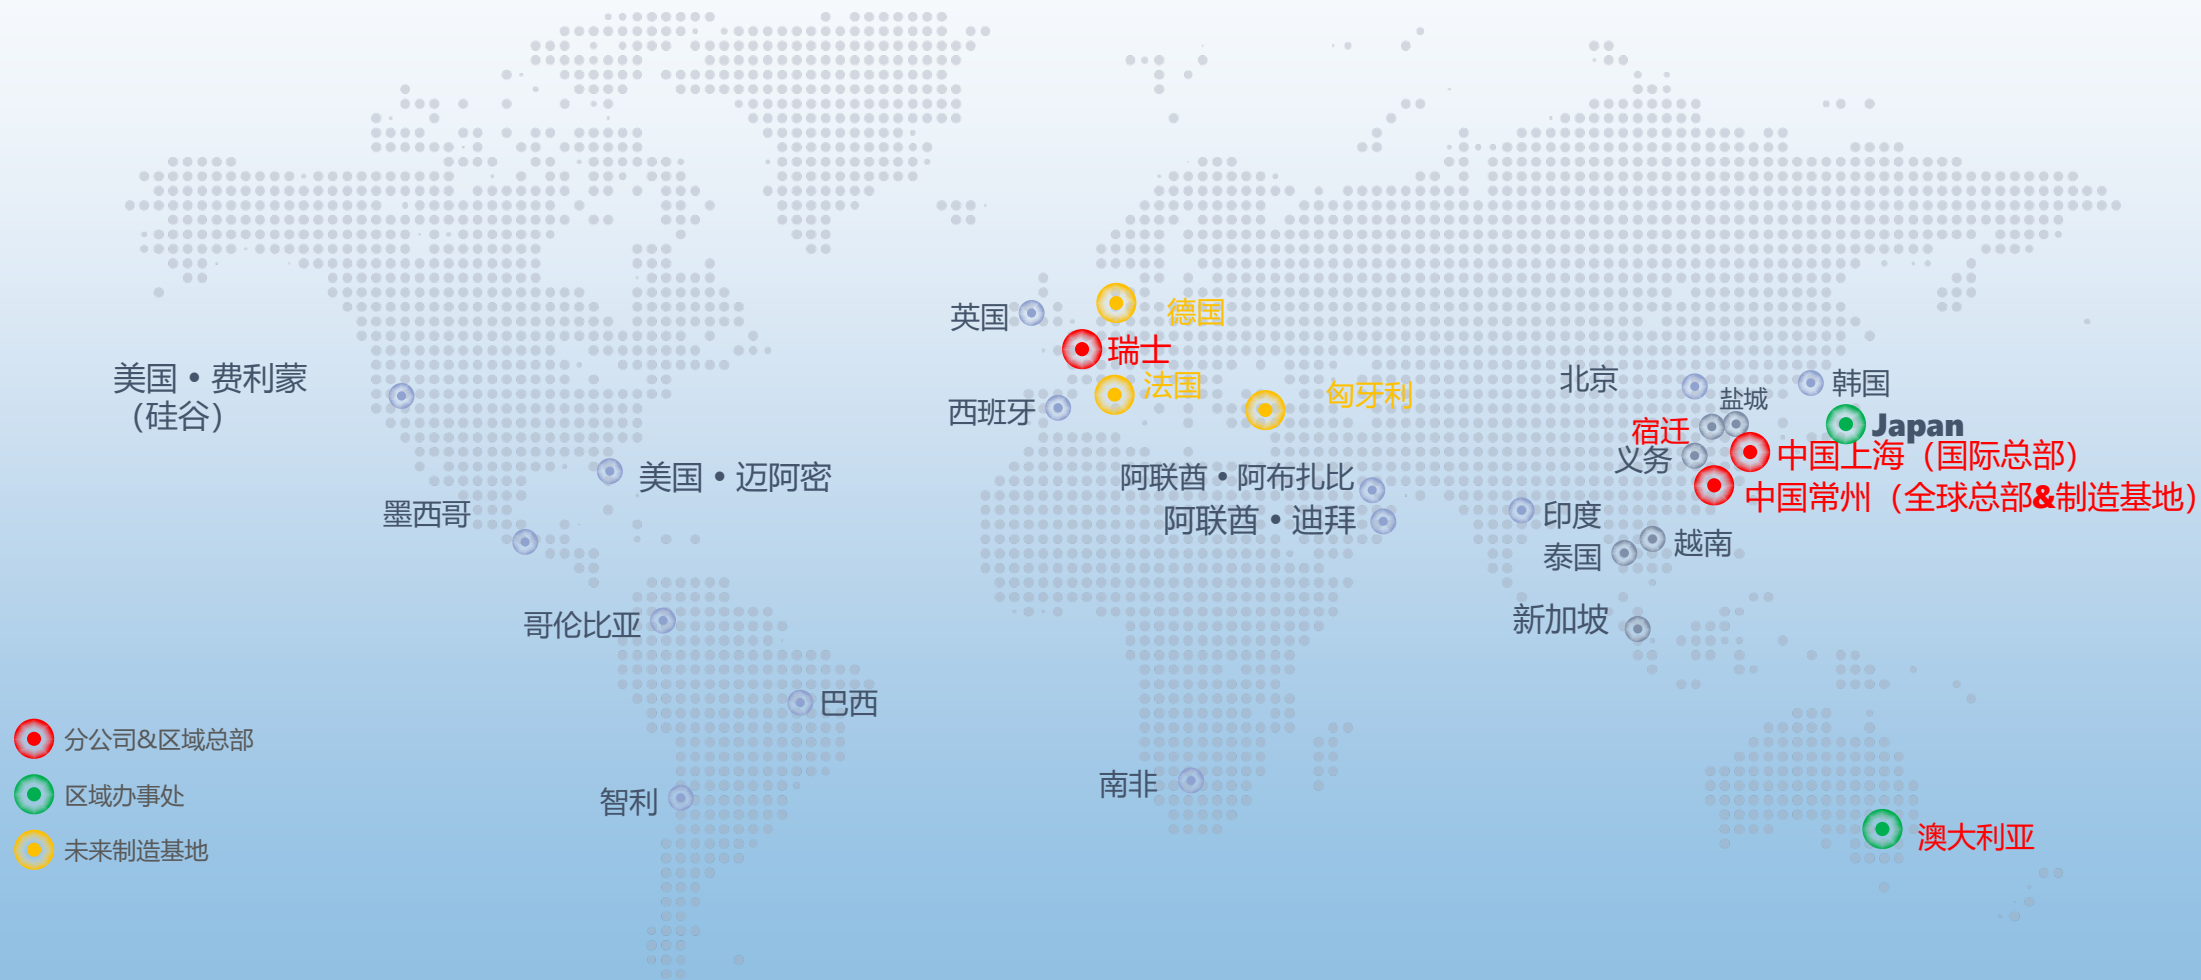 英国
德国
瑞士
美国·费利蒙
（硅谷）
法国
西班牙
匈牙利
北京
盐城
韩国
宿迁
Japan
义务
中国上海（国际总部）
美国·迈阿密
阿联酋·阿布扎比
中国常州（全球总部&制造基地）
墨西哥
阿联酋·迪拜
印度
泰国
越南
哥伦比亚
新加坡
巴西
分公司&区域总部
区域办事处
智利
南非
未来制造基地
澳大利亚